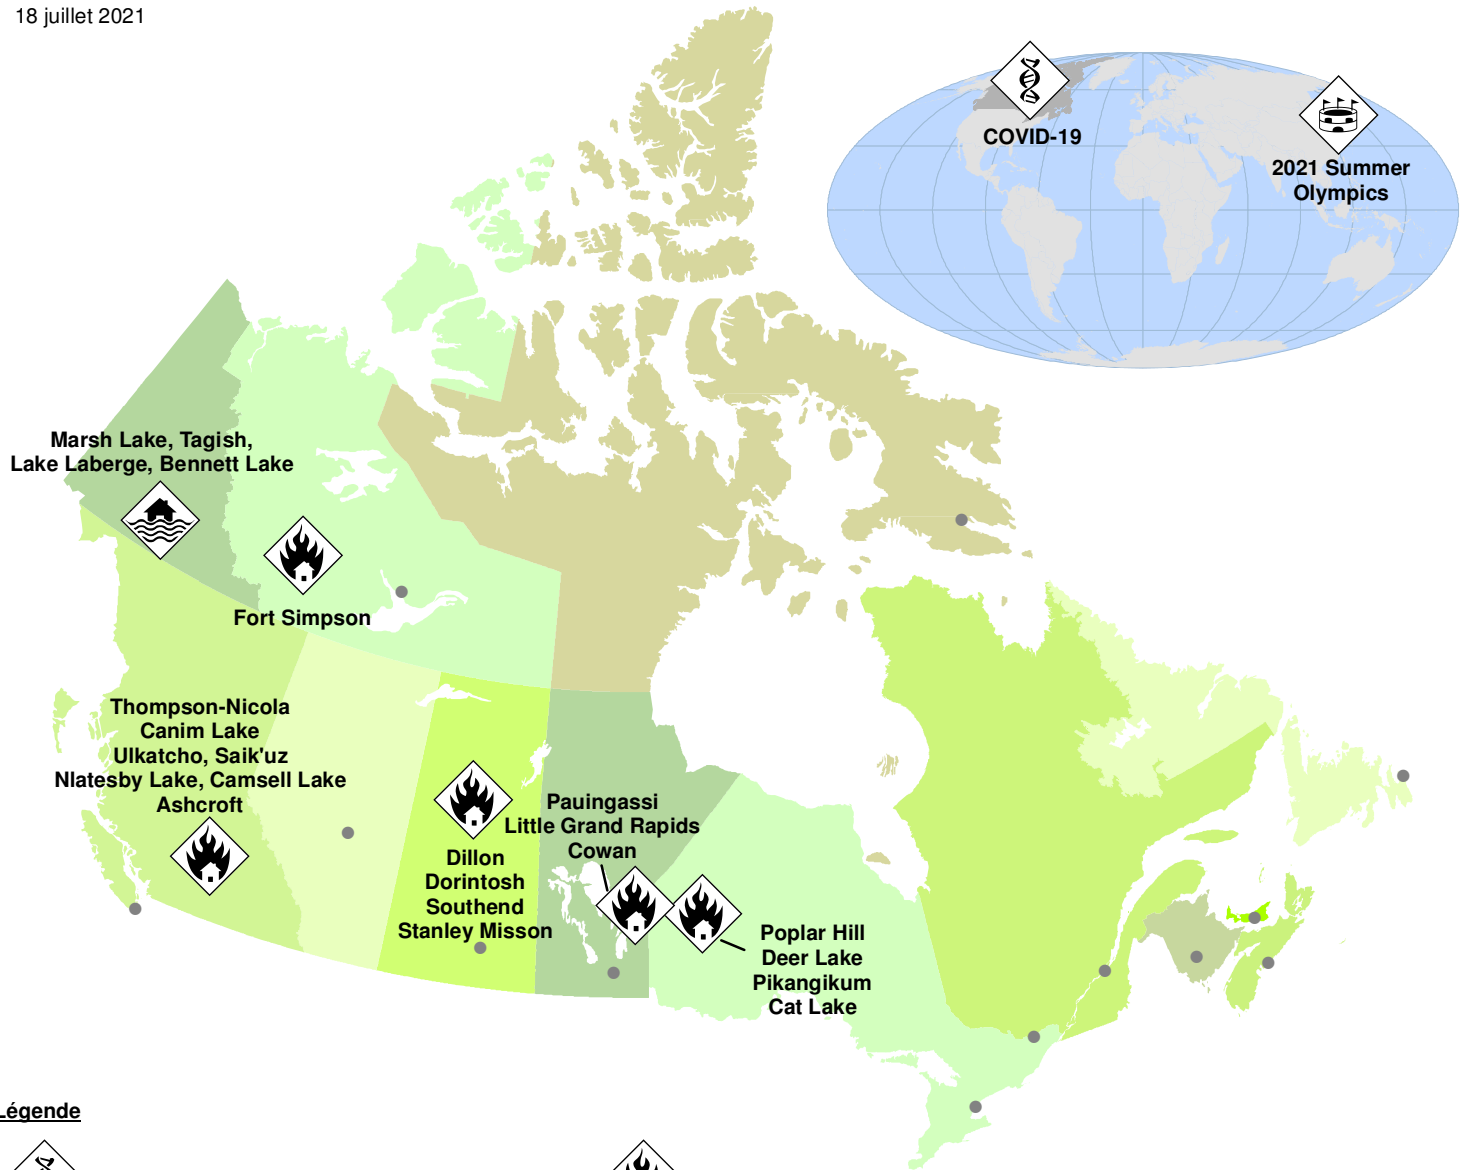 18 juillet 2021
COVID-19
2021 Summer
Olympics
Marsh Lake, Tagish,
Lake Laberge, Bennett Lake
Fort Simpson
Thompson-Nicola
Canim Lake
Ulkatcho, Saik'uz
Nlatesby Lake, Camsell Lake
Ashcroft
Dillon
Dorintosh
Southend
Stanley Misson
Pauingassi
Little Grand Rapids
Cowan
Poplar Hill
Deer Lake
Pikangikum
Cat Lake
Légende